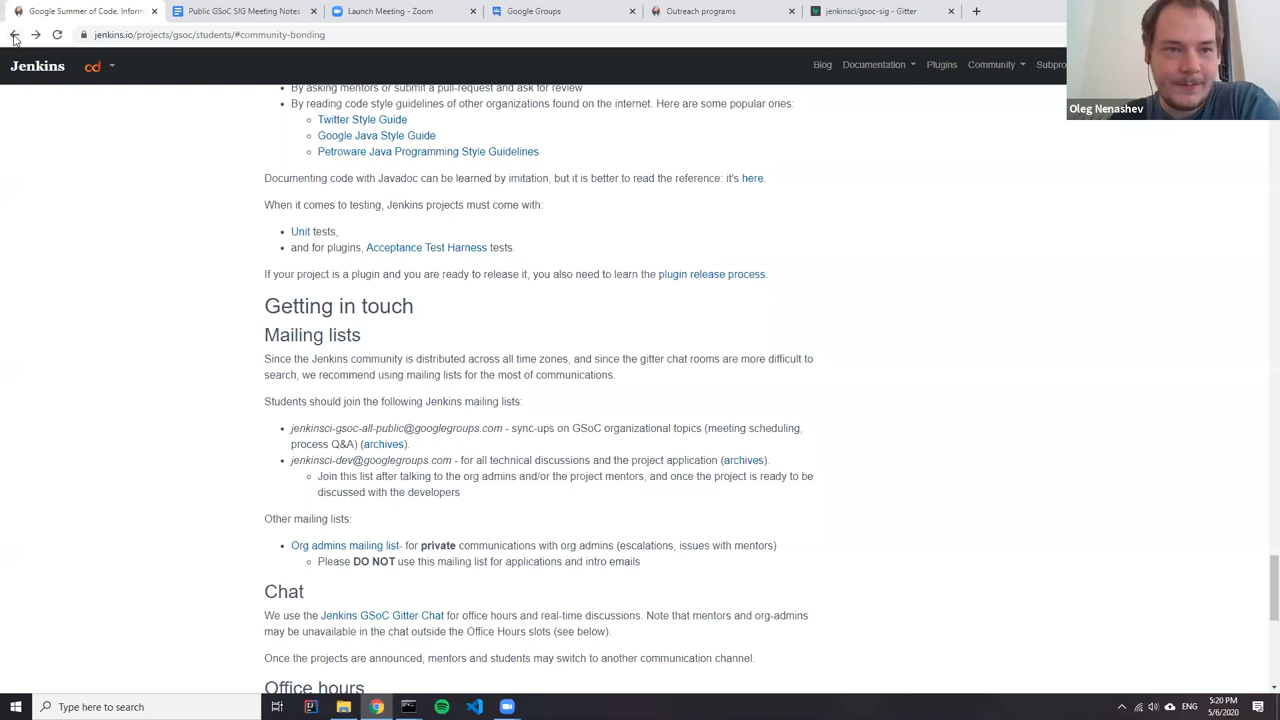 Google Summer of Code. Inform
Public GSoC SIG Meeting Notes
Launch Meeting - Zoom
Google Groups
Outreach programs
jenkinsci/gsoc-sig - Gitter
jenkins.io/projects/gsoc/students/#community-bonding
Jenkins
cd
Blog
Documentation
Plugins
Community
Subpro
Oleg Nenashev
By asking mentors or submit a pull-request and ask for review
By reading code style guidelines of other organizations found on the internet. Here are some popular ones:
Twitter Style Guide
Google Java Style Guide
Petroware Java Programming Style Guidelines
Documenting code with Javadoc can be learned by imitation, but it is better to read the reference: it's here.
When it comes to testing, Jenkins projects must come with:
Unit tests,
and for plugins, Acceptance Test Harness tests.
If your project is a plugin and you are ready to release it, you also need to learn the plugin release process.
Getting in touch
Mailing lists
Since the Jenkins community is distributed across all time zones, and since the gitter chat rooms are more difficult to
search, we recommend using mailing lists for the most of communications.
Students should join the following Jenkins mailing lists:
jenkinsci-gsoc-all-public@googlegroups.com - sync-ups on GSoC organizational topics (meeting scheduling,
process Q&A) (archives).
jenkinsci-dev@googlegroups.com - for all technical discussions and the project application (archives).
Join this list after talking to the org admins and/or the project mentors, and once the project is ready to be
discussed with the developers
Other mailing lists:
Org admins mailing list- for private communications with org admins (escalations, issues with mentors)
Please DO NOT use this mailing list for applications and intro emails
Chat
We use the Jenkins GSoC Gitter Chat for office hours and real-time discussions. Note that mentors and org-admins
may be unavailable in the chat outside the Office Hours slots (see below).
Once the projects are announced, mentors and students may switch to another communication channel.
Office hours
Type here to search
ENG
5:20 PM
5/6/2020